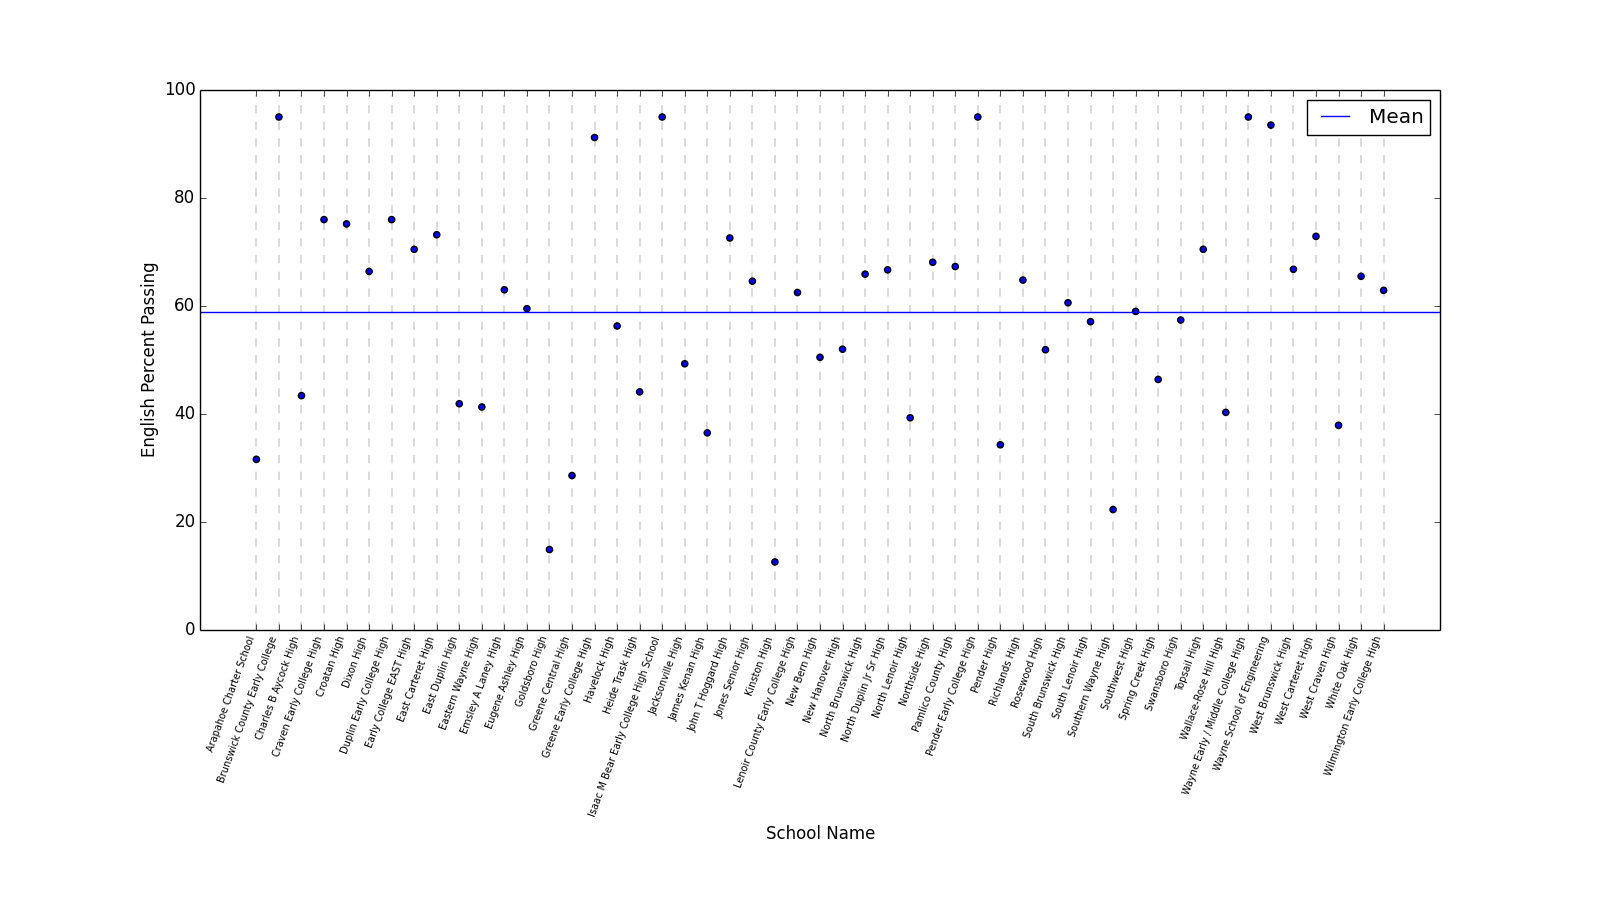 100
80
60
40
20
0
English Percent Passing
Mean
Arapahoe Charter School
Brunswick County Early College
Charles B Aycock High
Craven Early College High
Croatan High
Dixon High
Duplin Early College High
Early College EAST High
East Carteret High
East Duplin High
Eastern Wayne High
Emsley A Laney High
Eugene Ashley High
Goldsboro High
Greene Central High
Greene Early College High
Havelock High
Heide Trask High
Isaac M Bear Early College High School
Jacksonville High
James Kenan High
John T Hoggard High
Jones Senior High
Kinston High
Lenoir County Early College High
New Bern High
New Hanover High
North Brunswick High
North Duplin Jr Sr High
North Lenoir High
Northside High
Pamlico County High
Pender Early College High
Pender High
Richlands High
Rosewood High
South Brunswick High
South Lenoir High
Southern Wayne High
Southwest High
Spring Creek High
Swansboro High
Topsail High
Wallace-Rose Hill High
Wayne Early / Middle College High
Wayne School of Engineering
West Brunswick High
West Carteret High
West Craven High
White Oak High
Wilmington Early College High
School Name